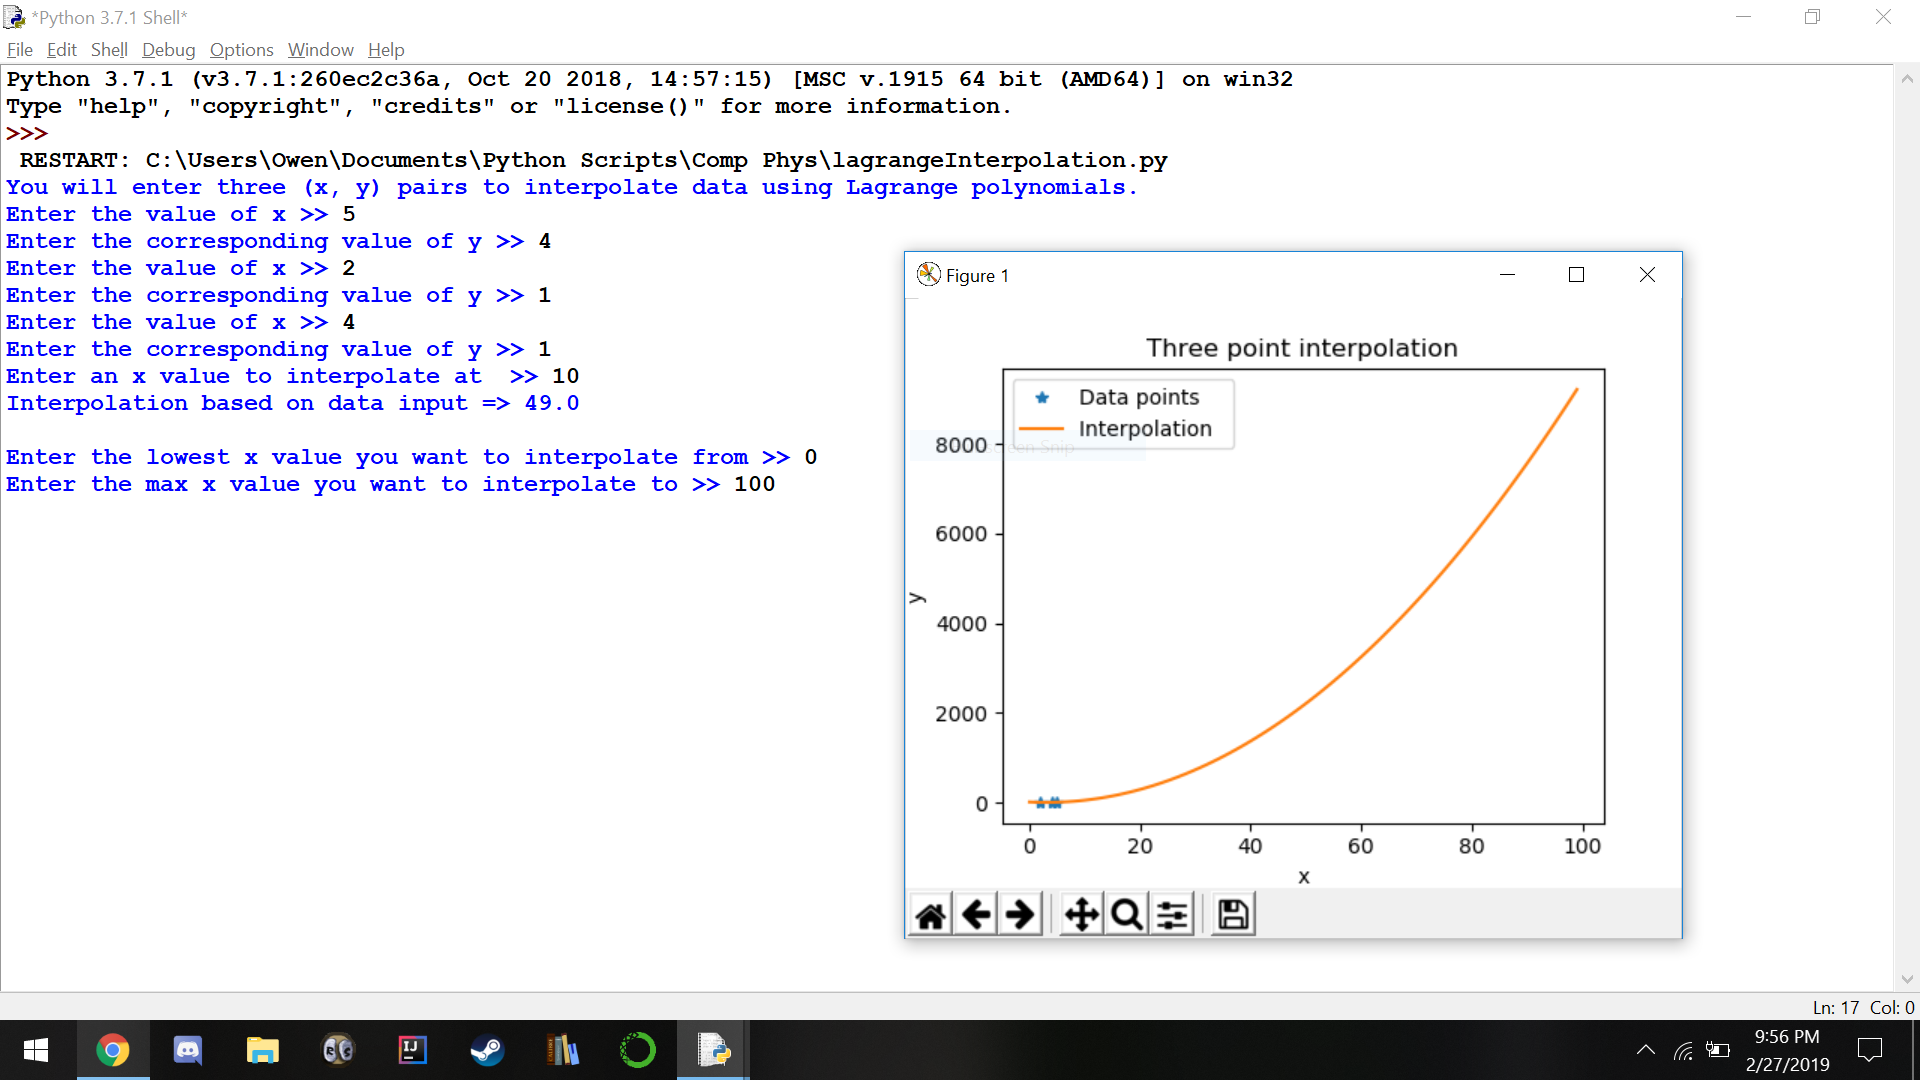 *Python 3.7.1 Shell*
File Edit Shell Debug Options Window Help
Python 3.7.1 (v3.7.1:260ec2c36a, Oct 20 2018, 14:57:15) [MSC v.1915 64 bit (AMD64)] on win32
Type "help", "copyright", "credits" or "license()" for more information.
>>>
RESTART: C:\Users\Owen\Documents\Python Scripts\Comp Phys\lagrangeInterpolation.py
You will enter three (x, y) pairs to interpolate data using Lagrange polynomials.
Enter the value of x >> 5
Enter the corresponding value of y >> 4
Enter the value of x >> 2
Enter the corresponding value of y >> 1
Enter the value of x >> 4
Enter the corresponding value of y >> 1
Enter an x value to interpolate at  >> 10
Interpolation based on data input => 49.0
Enter the lowest x value you want to interpolate from >> 0
Enter the max x value you want to interpolate to >> 100
Figure 1
Three point interpolation
Data points
Interpolation
8000
6000
4000
2000
0
y
0 20 40 60 80 100
x
Ln: 17 Col: 0
IJ
9:56 PM
2/27/2019